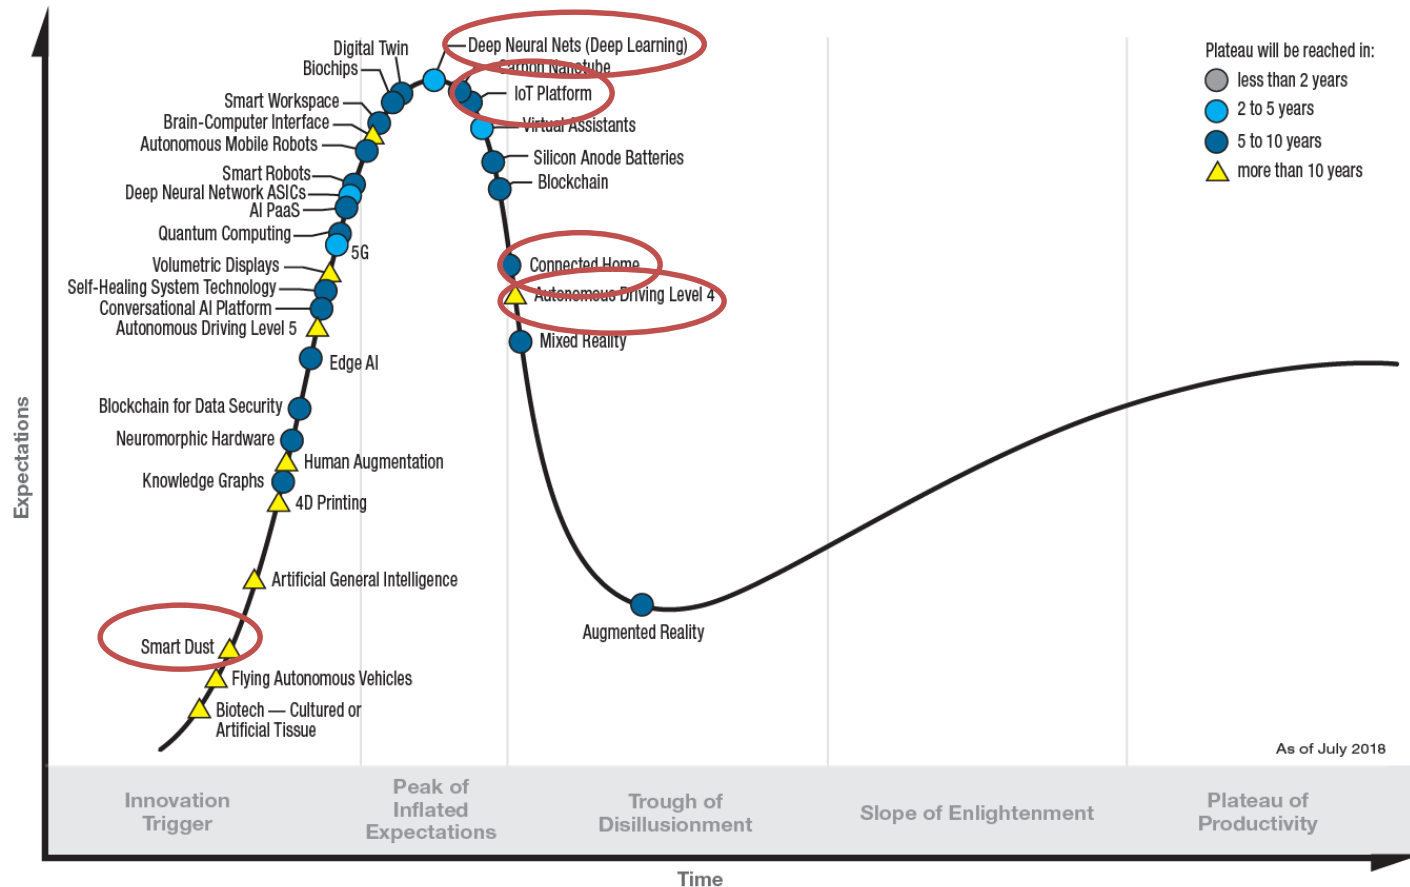 Deep Neural Nets (Deep Learning)
Digital Twin
Carbon Nanotube
Biochips
IoT Platform
Smart Workspace
Brain-Computer Interface
Virtual Assistants
Autonomous Mobile Robots
Silicon Anode Batteries
Smart Robots
Blockchain
Deep Neural Network ASICs
AI PaaS
Quantum Computing
5G
Volumetric Displays
Connected Home
Self-Healing System Technology
Autonomous Driving Level 4
Conversational AI Platform
Autonomous Driving Level 5
Mixed Reality
Edge AI
Blockchain for Data Security
Neuromorphic Hardware
Human Augmentation
Knowledge Graphs
4D Printing
Artificial General Intelligence
Augmented Reality
Smart Dust
Flying Autonomous Vehicles
Biotech — Cultured or
Artificial Tissue
Plateau will be reached in:
less than 2 years
2 to 5 years
5 to 10 years
more than 10 years
As of July 2018
Expectations
Innovation
Trigger
Peak of
Inflated
Expectations
Trough of
Disillusionment
Slope of Enlightenment
Plateau of
Productivity
Time